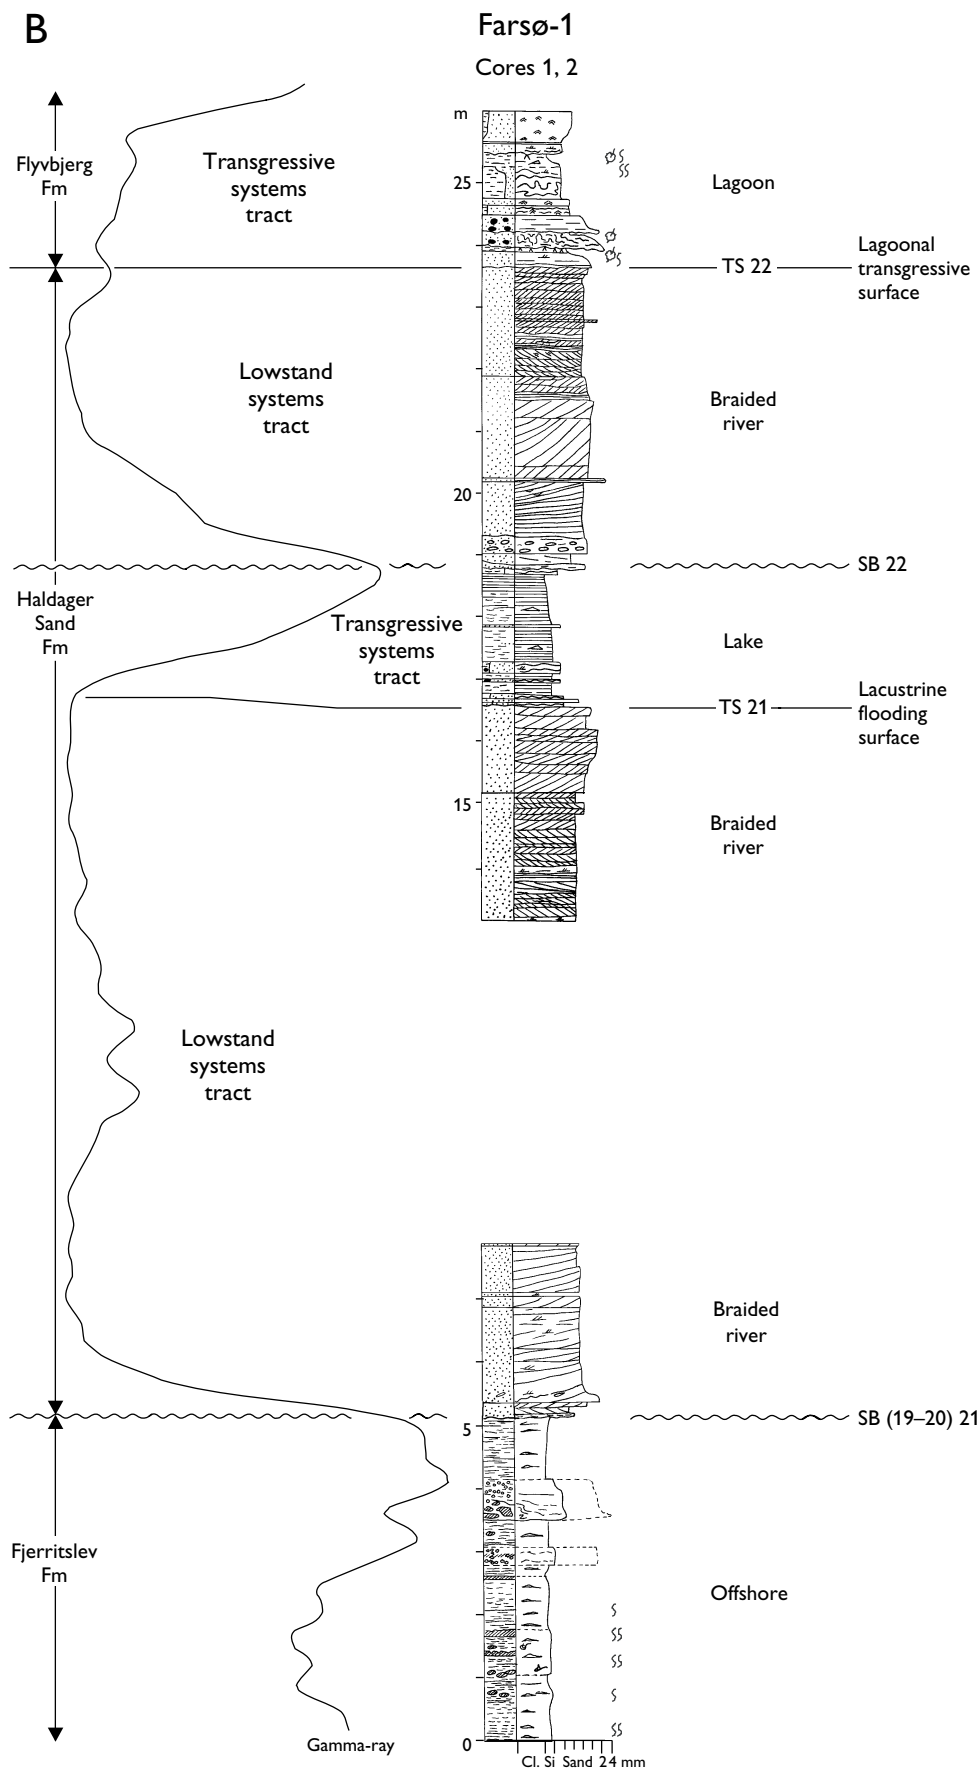 B
Farsø-1
Cores 1, 2
m
Flyvbjerg
Fm
Transgressive
systems
tract
25
Lagoon
TS 22
Lagoonal
transgressive
surface
Lowstand
systems
tract
Braided
river
20
SB 22
Haldager
Sand
Fm
Transgressive
systems
tract
Lake
TS 21
Lacustrine
flooding
surface
15
Braided
river
Lowstand
systems
tract
Braided
river
SB (19–20) 21
5
Fjerritslev
Fm
Offshore
Gamma-ray
0
Cl. Si Sand 2 4 mm